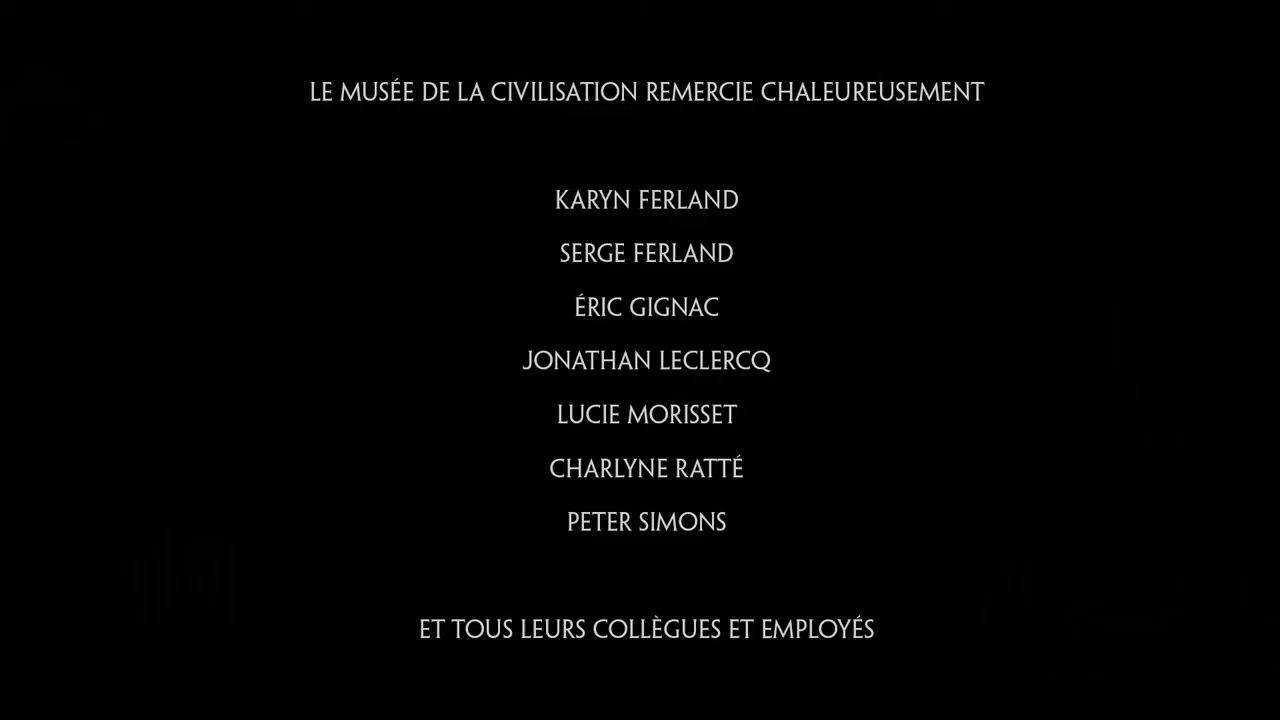 LE MUSÉE DE LA CIVILISATION REMERCIE CHALEUREUSEMENT
KARYN FERLAND
SERGE FERLAND
ÉRIC GIGNAC
JONATHAN LECLERCQ
LUCIE MORISSET
CHARLYNE RATTÉ
PETER SIMONS
ET TOUS LEURS COLLÈGUES ET EMPLOYÉS